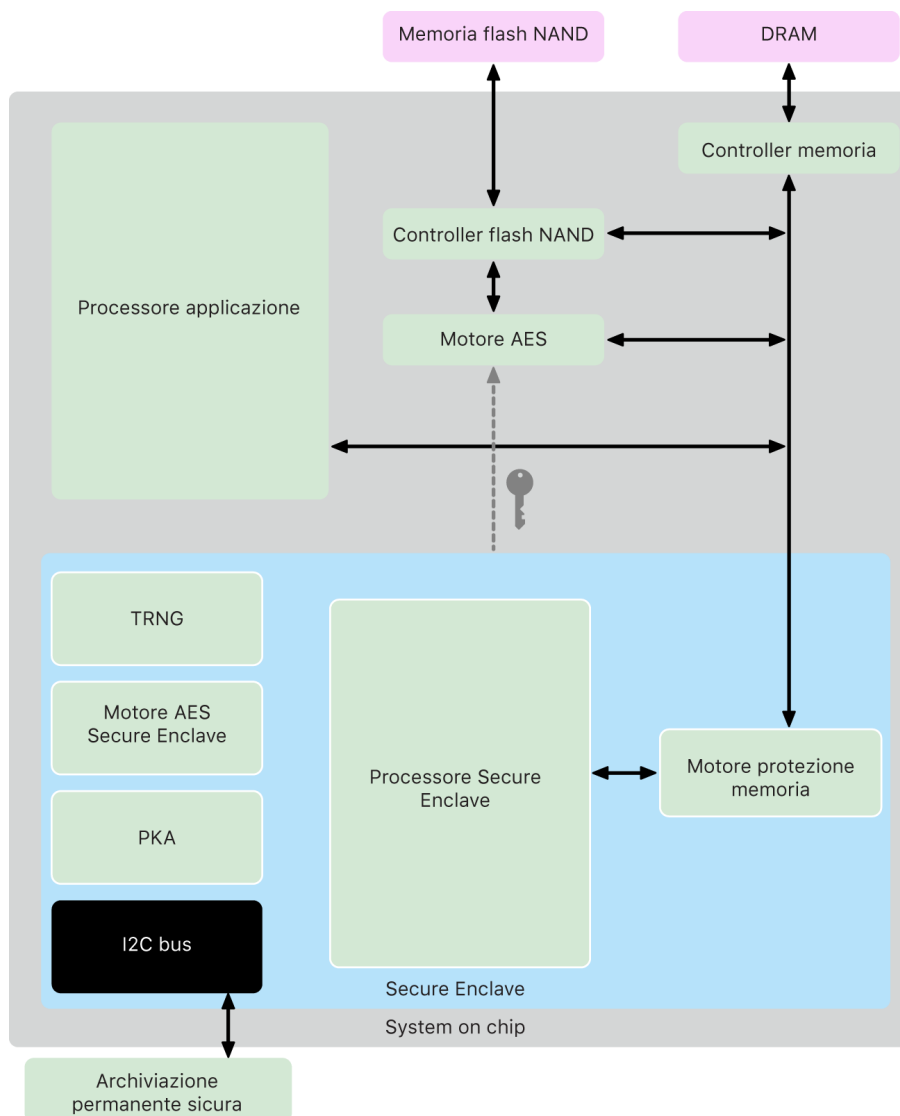 Memoria flash NAND
DRAM
Controller memoria
Controller flash NAND
Processore applicazione
Motore AES
TRNG
Motore AES
Secure Enclave
Processore Secure
Enclave
Motore protezione
memoria
PKA
I2C bus
Secure Enclave
System on chip
Archiviazione
permanente sicura